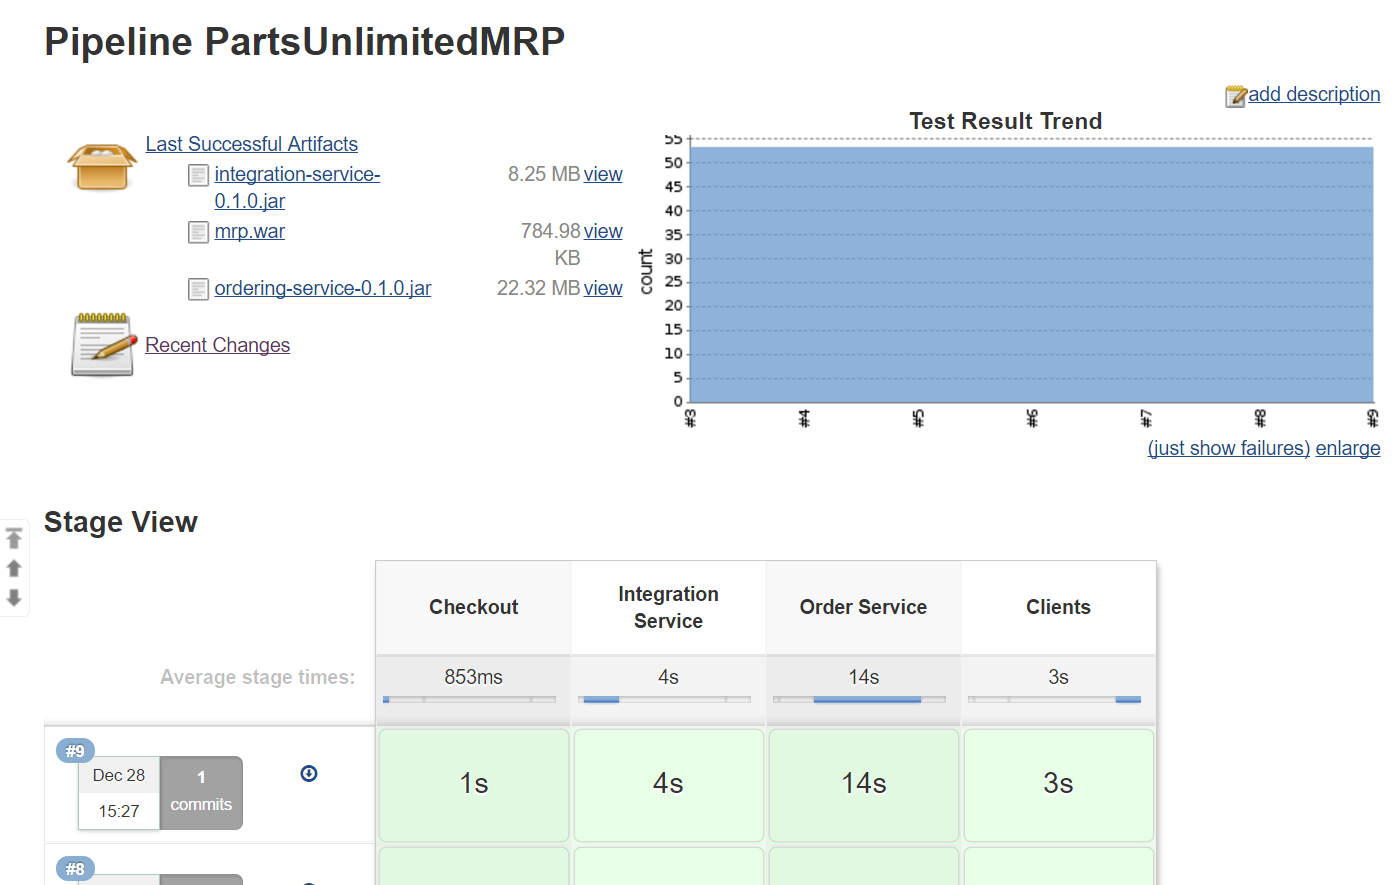 Pipeline PartsUnlimitedMRP
add description
Last Successful Artifacts
integration-service-
0.1.0.jar
8.25 MB view
mrp.war
784.98 view
KB
ordering-service-0.1.0.jar
22.32 MB view
Recent Changes
Test Result Trend
55
50
45
40
35
30
25
20
15
10
5
0
count
#3
#4
#5
#6
#7
#8
#9
(just show failures) enlarge
Stage View
Checkout
Integration
Service
Order Service
Clients
Average stage times:
853ms
4s
14s
3s
#9
Dec 28
15:27
1
commits
1s
4s
14s
3s
#8